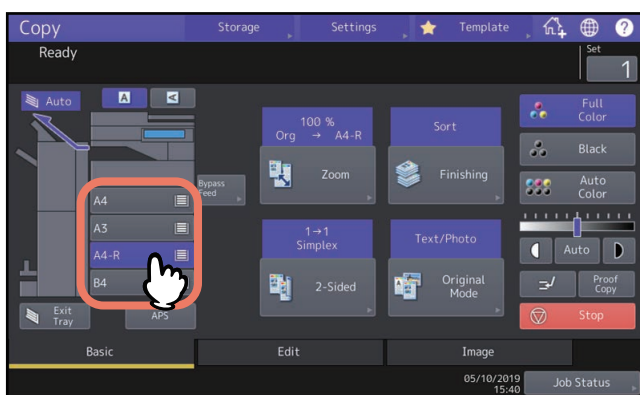 Copy
Storage
Settings
Template
?
Ready
Set
1
Auto
A
A
100 %
Org → A4-R
Zoom
Sort
Finishing
Full
Color
Black
Auto
Color
Bypass
Feed
A4
A3
A4-R
B4
1→1
Simplex
2-Sided
Text/Photo
Original
Mode
Auto
Proof
Copy
Exit
Tray
APS
Stop
Basic
Edit
Image
05/10/2019
15:40
Job Status